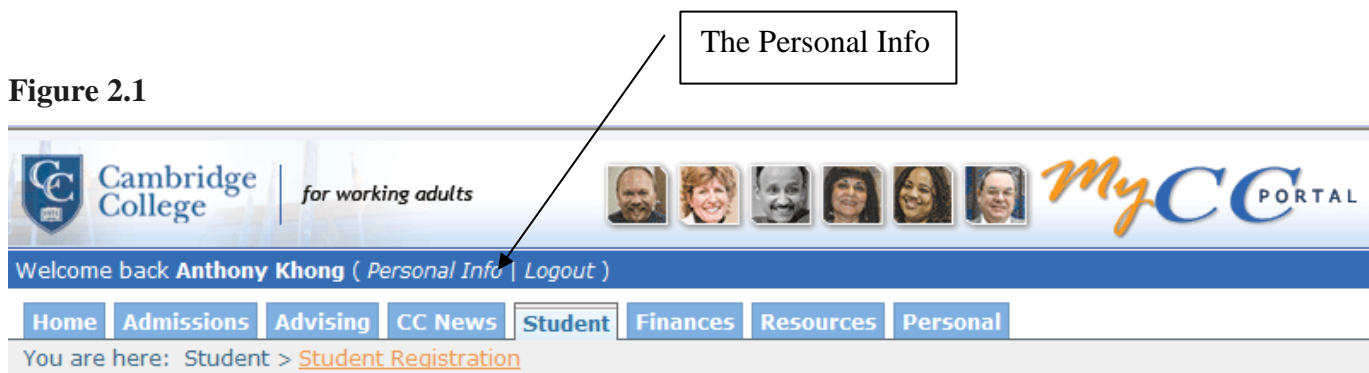 The Personal Info
Figure 2.1
CC Cambridge College for working adults MyCC PORTAL
Welcome back Anthony Khong ( Personal Info | Logout )
Home Admissions Advising CC News Student Finances Resources Personal
You are here: Student > Student Registration